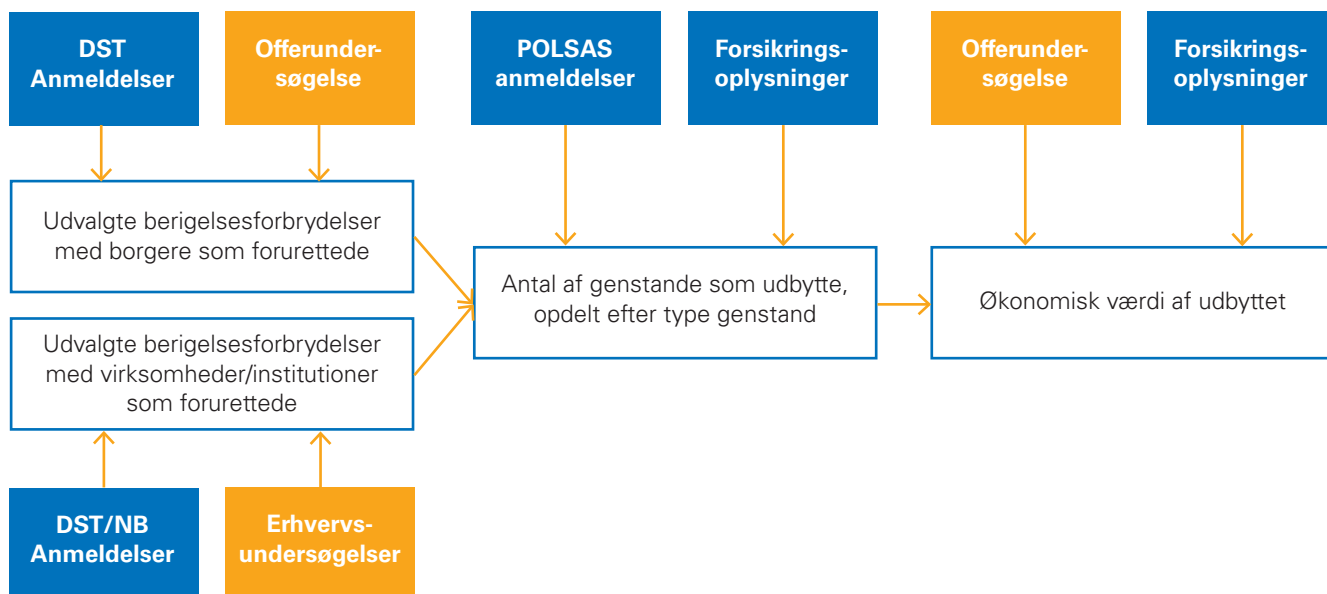 DST
Anmeldelser
Offerunder-
søgelse
POLSAS
anmeldelser
Forsikrings-
oplysninger
Offerunder-
søgelse
Forsikrings-
oplysninger
Udvalgte berigelsesforbrydelser
med borgere som forurettede
Udvalgte berigelsesforbrydelser
med virksomheder/institutioner
som forurettede
Antal af genstande som udbytte,
opdelt efter type genstand
Økonomisk værdi af udbyttet
DST/NB
Anmeldelser
Erhvervs-
undersøgelser